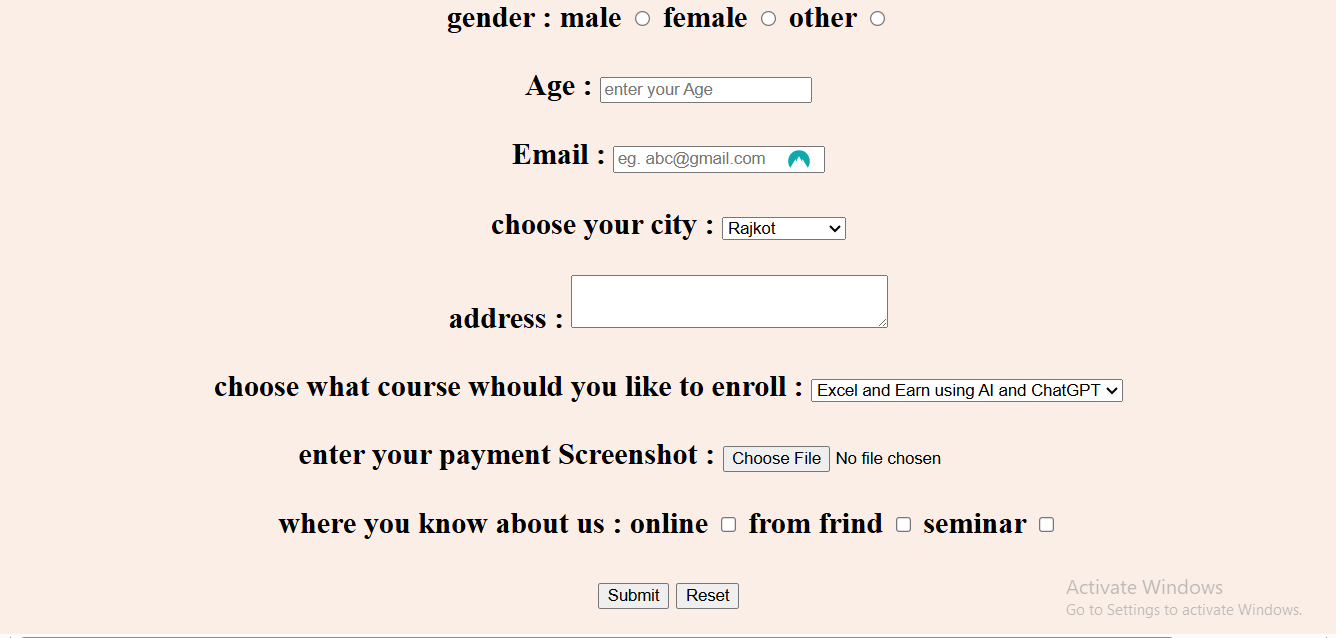 gender : male female other
Age : enter your Age
Email : eg. abc@gmail.com
choose your city : Rajkot
address :
choose what course whould you like to enroll : Excel and Earn using AI and ChatGPT
enter your payment Screenshot : Choose File No file chosen
where you know about us : online from frind seminar
Submit Reset
Activate Windows
Go to Settings to activate Windows.